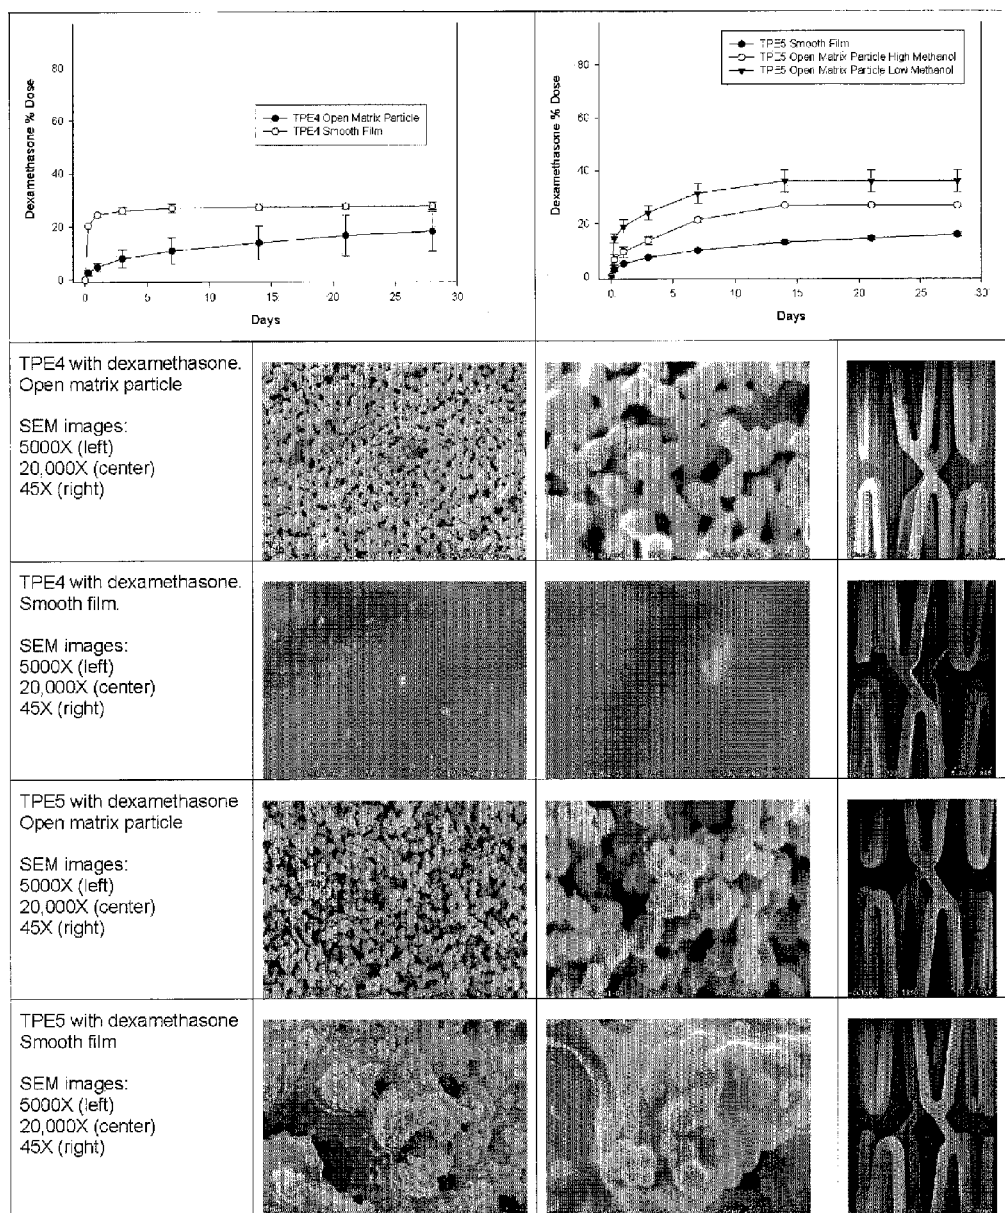 Dexamethasone % Dose
80
60
40
20
0
TPE4 Open Matrix Particle
TPE4 Smooth Film
0 5 10 15 20 25 30
Days
Dexamethasone % Dose
80
60
40
20
0
TPE5 Smooth Film
TPE5 Open Matrix Particle High Methanol
TPE5 Open Matrix Particle Low Methanol
0 5 10 15 20 25 30
Days
TPE4 with dexamethasone.
Open matrix particle
SEM images:
5000X (left)
20,000X (center)
45X (right)
TPE4 with dexamethasone.
Smooth film.
SEM images:
5000X (left)
20,000X (center)
45X (right)
TPE5 with dexamethasone
Open matrix particle
SEM images:
5000X (left)
20,000X (center)
45X (right)
TPE5 with dexamethasone
Smooth film
SEM images:
5000X (left)
20,000X (center)
45X (right)